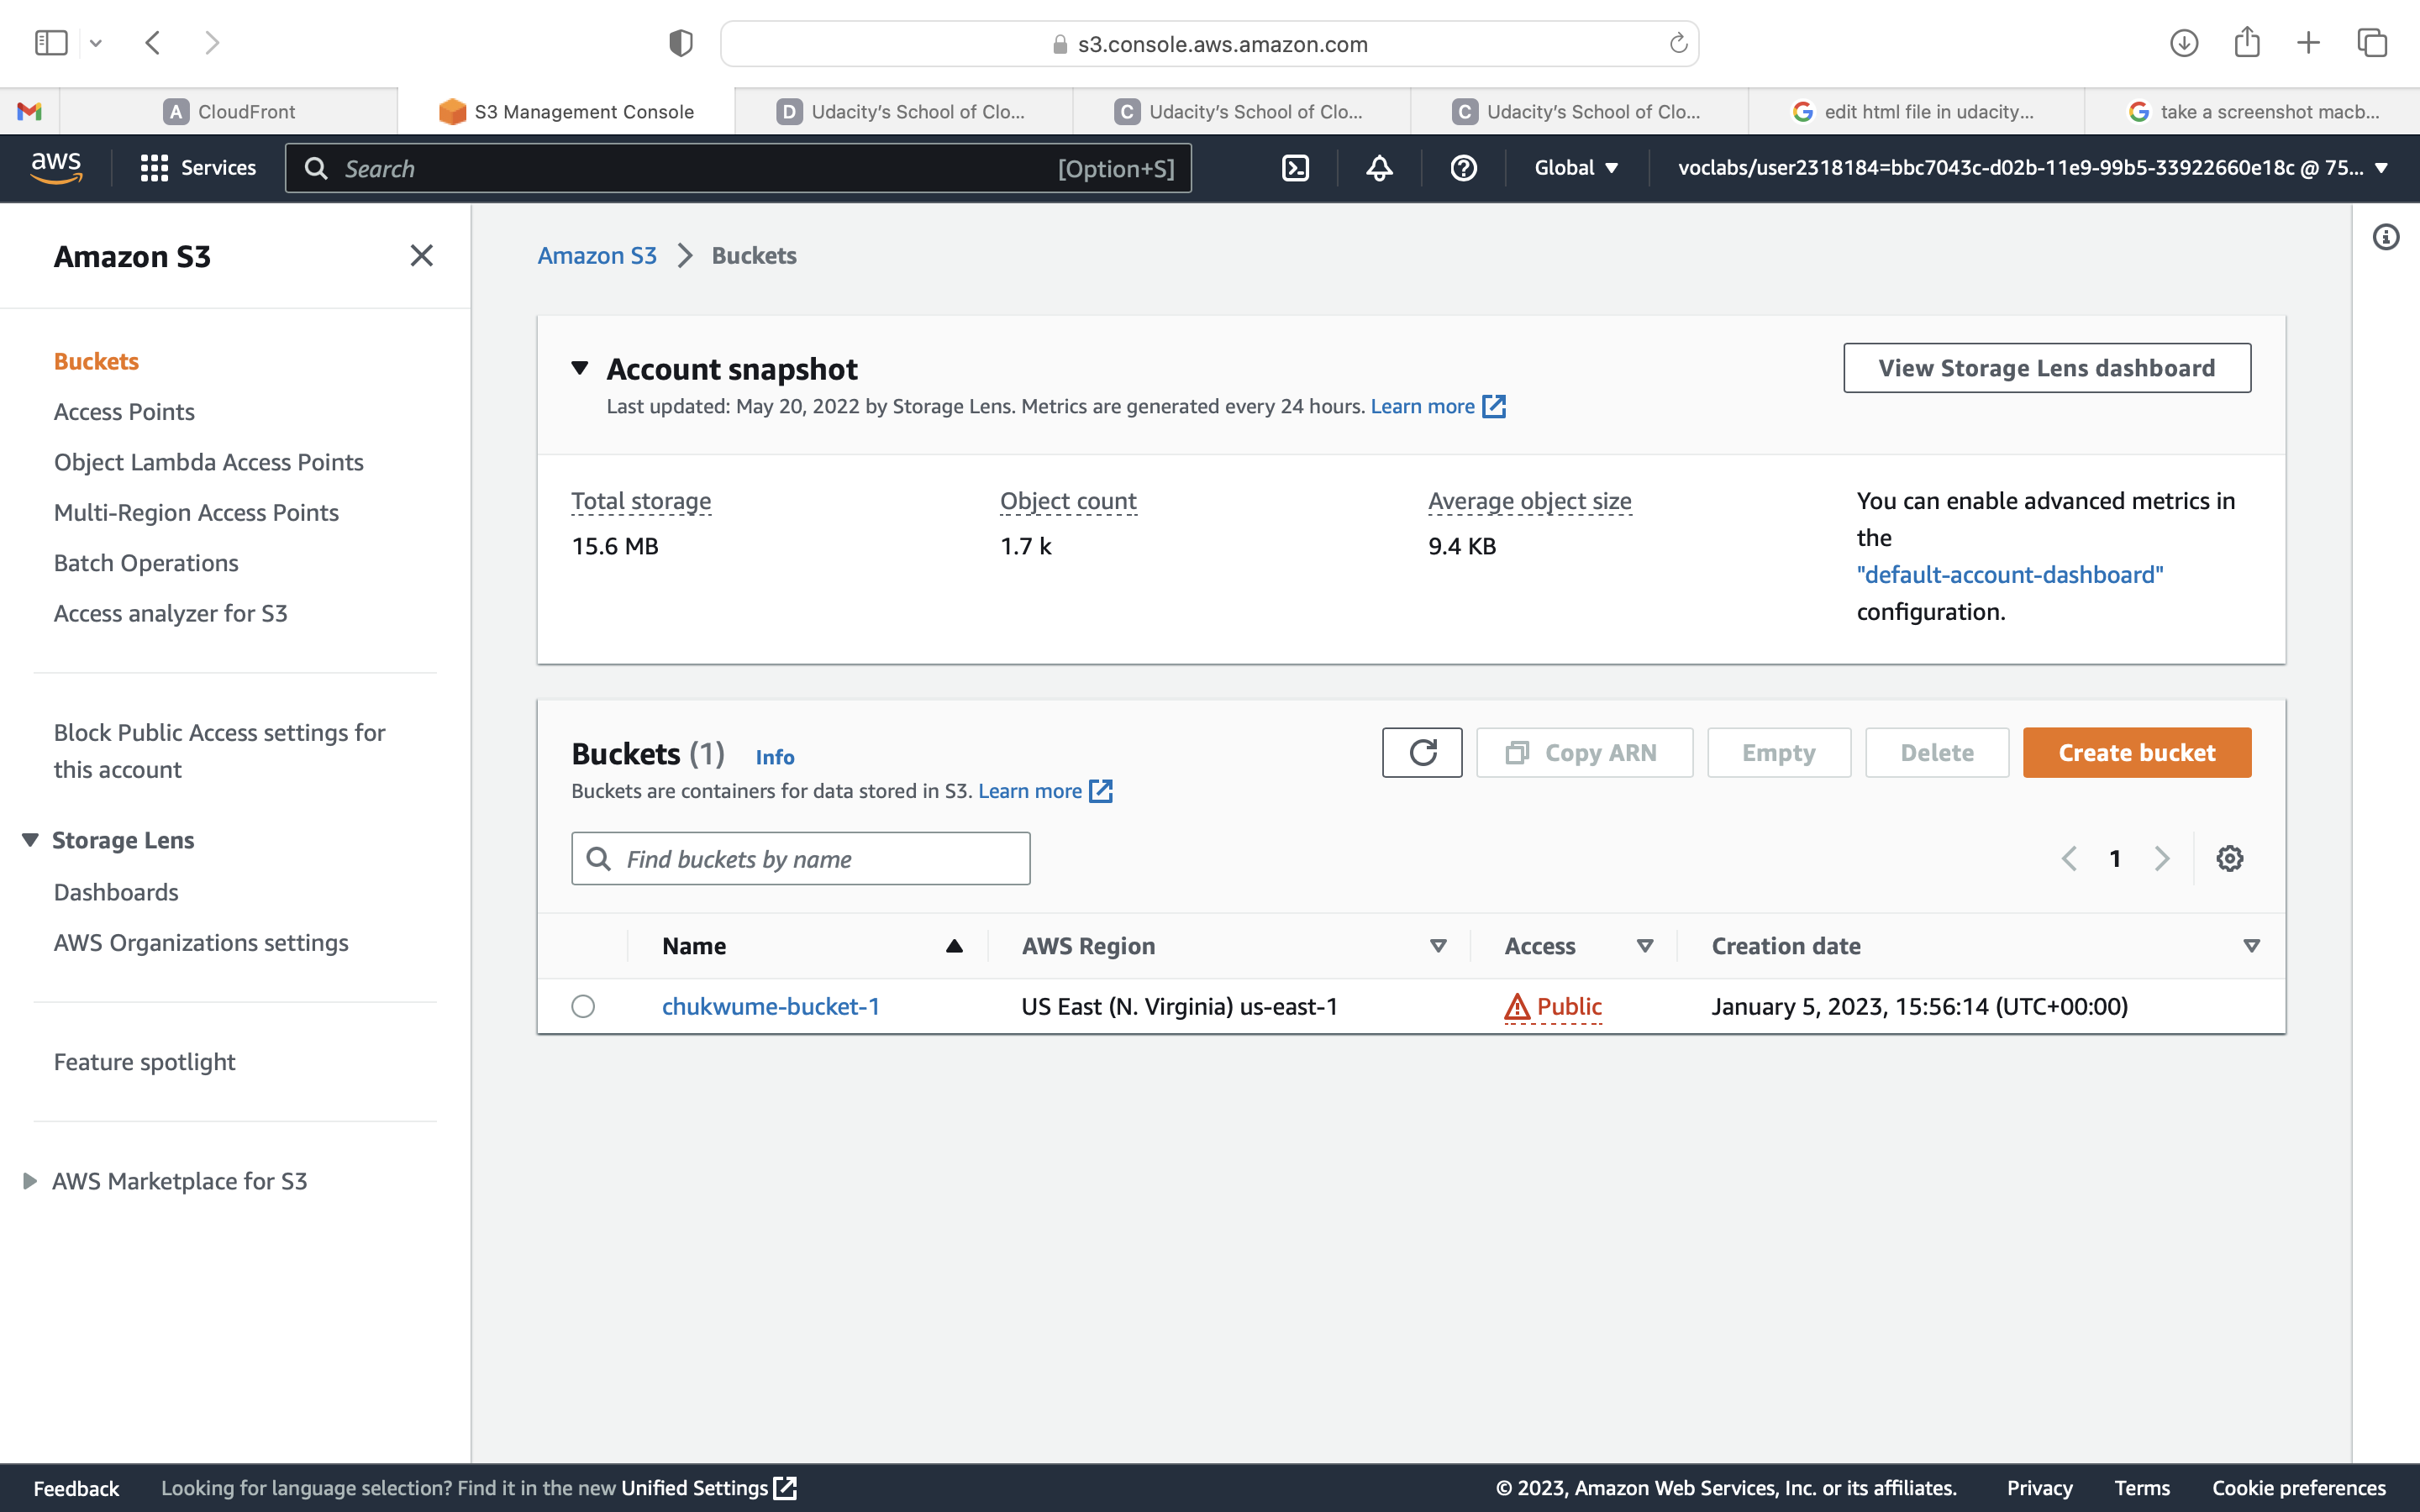 s3.console.aws.amazon.com
A CloudFront
S3 Management Console
D Udacity's School of Clo...
C Udacity's School of Clo...
C Udacity's School of Clo...
edit html file in udacity...
take a screenshot macb...
aws
Services
Search
[Option+S]
Global
voclabs/user2318184=bbc7043c-d02b-11e9-99b5-33922660e18c @ 75...
Amazon S3
Buckets
Access Points
Object Lambda Access Points
Multi-Region Access Points
Batch Operations
Access analyzer for S3
Block Public Access settings for
this account
Storage Lens
Dashboards
AWS Organizations settings
Feature spotlight
AWS Marketplace for S3
Amazon S3 > Buckets
Account snapshot
Last updated: May 20, 2022 by Storage Lens. Metrics are generated every 24 hours. Learn more
View Storage Lens dashboard
Total storage
15.6 MB
Object count
1.7 k
Average object size
9.4 KB
You can enable advanced metrics in
the
"default-account-dashboard"
configuration.
Buckets (1) Info
Buckets are containers for data stored in S3. Learn more
Copy ARN
Empty
Delete
Create bucket
Find buckets by name
1
Name
AWS Region
Access
Creation date
chukwume-bucket-1
US East (N. Virginia) us-east-1
Public
January 5, 2023, 15:56:14 (UTC+00:00)
Feedback
Looking for language selection? Find it in the new Unified Settings
© 2023, Amazon Web Services, Inc. or its affiliates.
Privacy
Terms
Cookie preferences